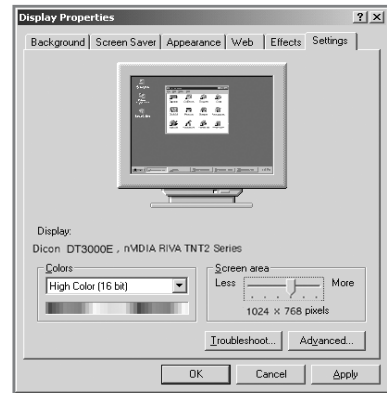 Display Properties
Background Screen Saver Appearance Web Effects Settings
Display:
Dicon DT3000E , nVIDIA RIVA TNT2 Series
Colors
High Color (16 bit)
Screen area
Less More
1024 × 768 pixels
Troubleshoot... Advanced...
OK Cancel Apply